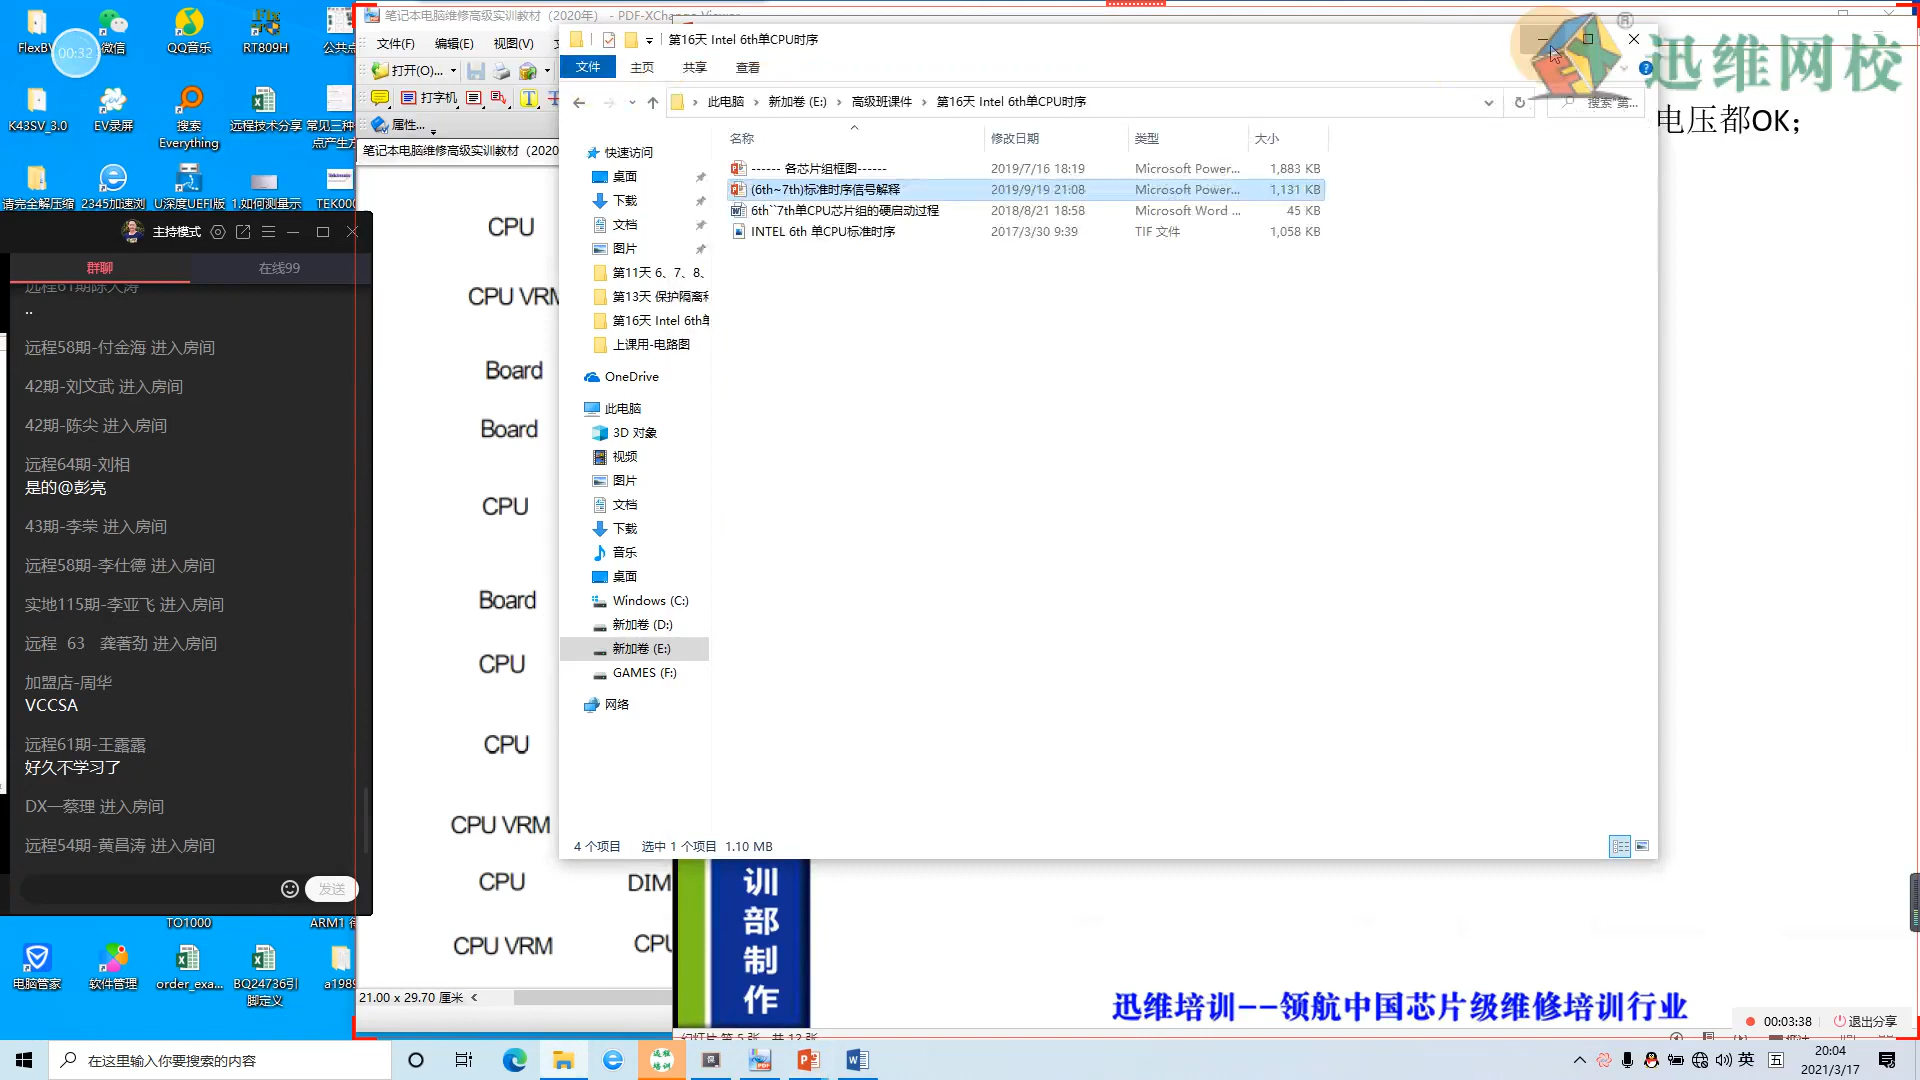 FlexBV
00:32
微信
QQ音乐
RT809H
公共点
K43SV_3.0
EV录屏
搜索
Everything
远程技术分享
常见三种
点产生方
请完全解压缩
2345加速浏
U深度UEFI版
1.如何测量示
TEK000
主持模式
群聊
在线99
..
远程58期-付金海 进入房间
42期-刘文武 进入房间
42期-陈尖 进入房间
远程64期-刘相
是的@彭亮
43期-李荣 进入房间
远程58期-李仕德 进入房间
实地115期-李亚飞 进入房间
远程 63 龚著劲 进入房间
加盟店-周华
VCCSA
远程61期-王露露
好久不学习了
DX一蔡理 进入房间
远程54期-黄昌涛 进入房间
发送
TO1000
ARM1 徐
电脑管家
软件管理
order_exa...
BQ24736引
脚定义
a1989
笔记本电脑维修高级实训教材（2020年） - PDF-XChange Viewer
文件(F)
编辑(E)
视图(V)
打开(O)...
打字机
属性...
笔记本电脑维修高级实训教材（2020
CPU
CPU VRM
Board
Board
CPU
Board
CPU
CPU
CPU VRM
CPU
DIM
CPU VRM
CPU
21.00 x 29.70 厘米
第16天 Intel 6th单CPU时序
文件
主页
共享
查看
此电脑
新加卷 (E:)
高级班课件
第16天 Intel 6th单CPU时序
搜索"第...
名称
修改日期
类型
大小
------ 各芯片组框图------
2019/7/16 18:19
Microsoft Power...
1,883 KB
(6th~7th)标准时序信号解释
2019/9/19 21:08
Microsoft Power...
1,131 KB
6th``7th单CPU芯片组的硬启动过程
2018/8/21 18:58
Microsoft Word ...
45 KB
INTEL 6th 单CPU标准时序
2017/3/30 9:39
TIF 文件
1,058 KB
快速访问
桌面
下载
文档
图片
第11天 6、7、8、
第13天 保护隔离和
第16天 Intel 6th单
上课用-电路图
OneDrive
此电脑
3D 对象
视频
图片
文档
下载
音乐
桌面
Windows (C:)
新加卷 (D:)
新加卷 (E:)
GAMES (F:)
网络
4 个项目
选中 1 个项目 1.10 MB
迅维网校
®
电压都OK；
训部制作
迅维培训--领航中国芯片级维修培训行业
00:03:38
退出分享
在这里输入你要搜索的内容
远程
培训
英
五
20:04
2021/3/17